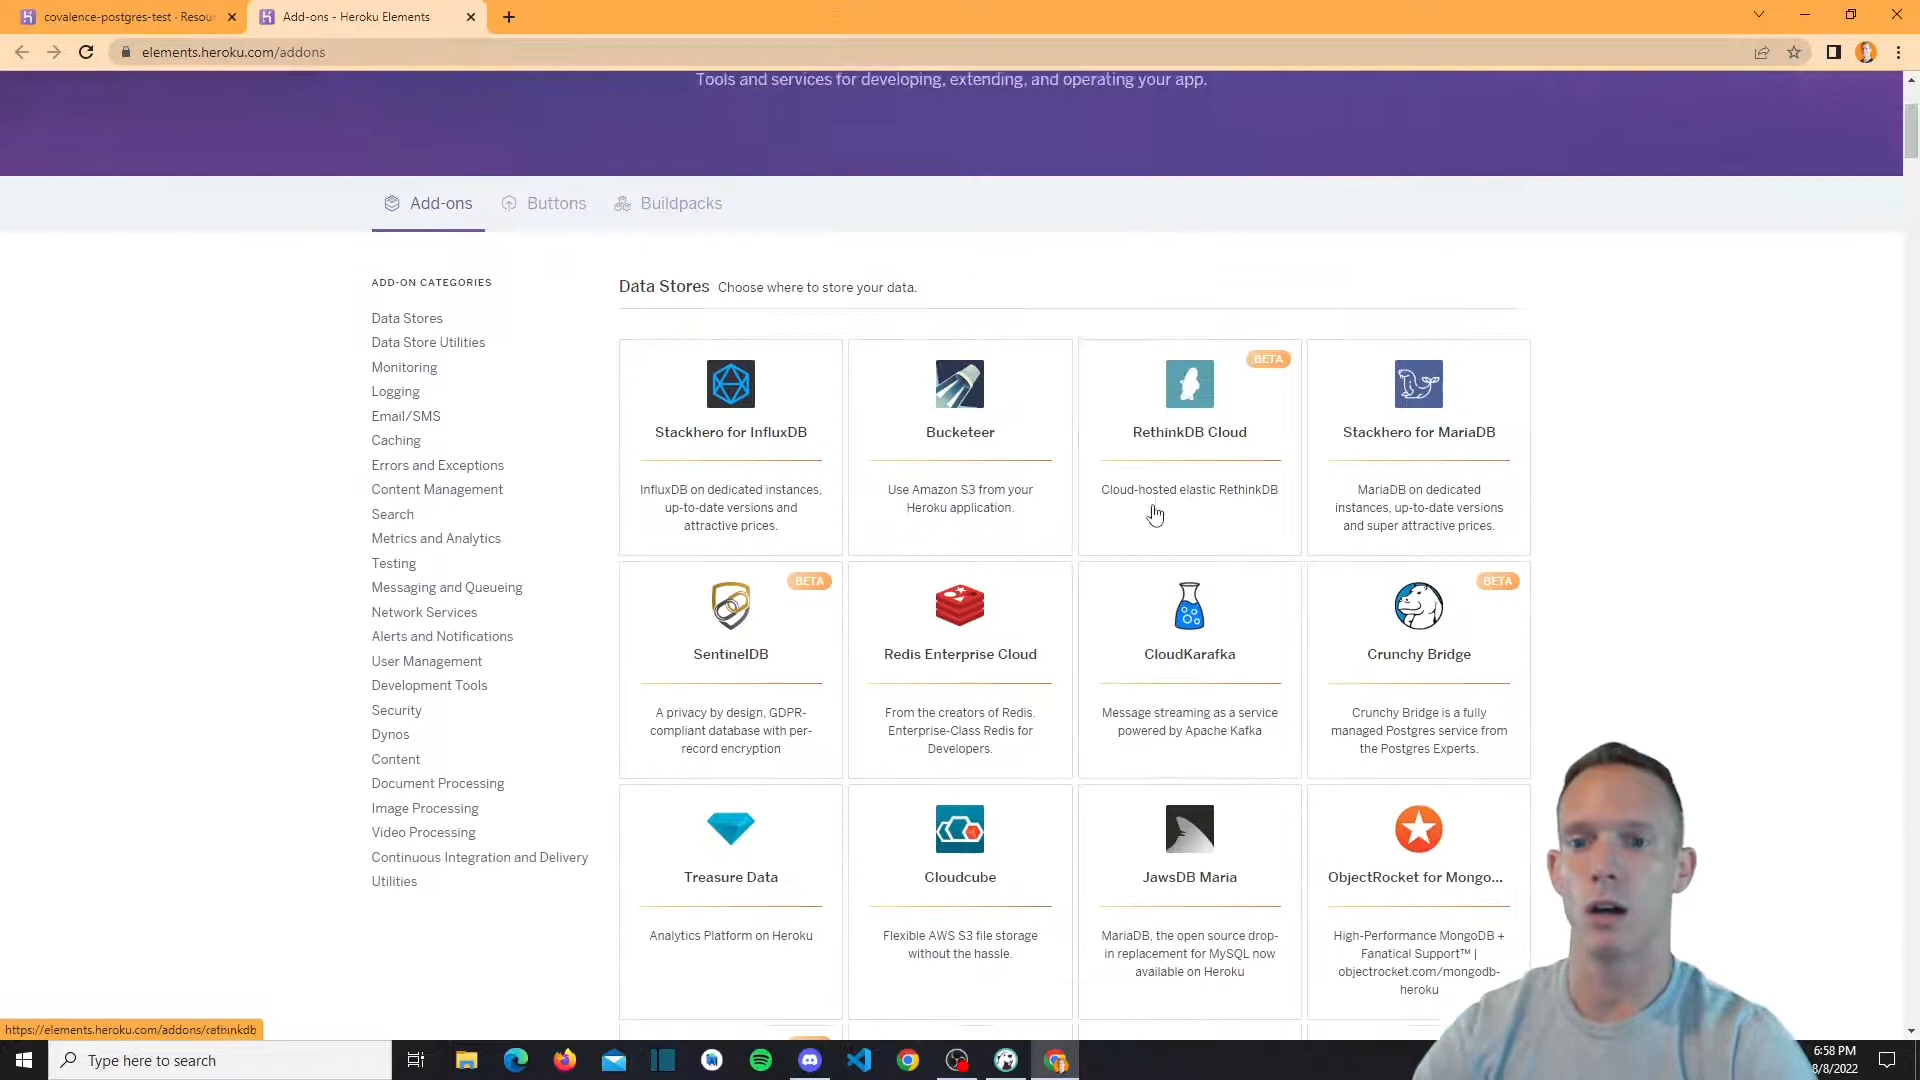 covalence-postgres-test · Resou
Add-ons - Heroku Elements
elements.heroku.com/addons
Tools and services for developing, extending, and operating your app.
Add-ons
Buttons
Buildpacks
ADD-ON CATEGORIES
Data Stores
Data Store Utilities
Monitoring
Logging
Email/SMS
Caching
Errors and Exceptions
Content Management
Search
Metrics and Analytics
Testing
Messaging and Queueing
Network Services
Alerts and Notifications
User Management
Development Tools
Security
Dynos
Content
Document Processing
Image Processing
Video Processing
Continuous Integration and Delivery
Utilities
Data Stores Choose where to store your data.
Stackhero for InfluxDB
InfluxDB on dedicated instances,
up-to-date versions and
attractive prices.
Bucketeer
Use Amazon S3 from your
Heroku application.
BETA
RethinkDB Cloud
Cloud-hosted elastic RethinkDB
Stackhero for MariaDB
MariaDB on dedicated
instances, up-to-date versions
and super attractive prices.
BETA
SentinelDB
A privacy by design, GDPR-
compliant database with per-
record encryption
Redis Enterprise Cloud
From the creators of Redis.
Enterprise-Class Redis for
Developers.
CloudKarafka
Message streaming as a service
powered by Apache Kafka
BETA
Crunchy Bridge
Crunchy Bridge is a fully
managed Postgres service from
the Postgres Experts.
Treasure Data
Analytics Platform on Heroku
Cloudcube
Flexible AWS S3 file storage
without the hassle.
JawsDB Maria
MariaDB, the open source drop-
in replacement for MySQL now
available on Heroku
ObjectRocket for Mongo...
High-Performance MongoDB +
Fanatical Support™ |
objectrocket.com/mongodb-
heroku
https://elements.heroku.com/addons/rethinkdb
Type here to search
6:58 PM
8/8/2022